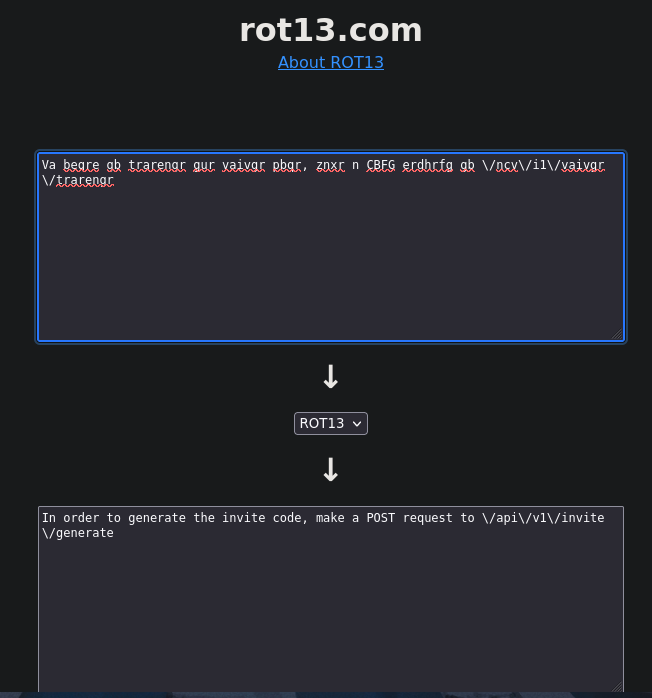 rot13.com
About ROT13
Va beqre gb trarengr gur vaivgr pbqr, znxr n CBFG erdhrfg gb \/ncv\/i1\/vaivgr
\/trarengr
↓
ROT13
↓
In order to generate the invite code, make a POST request to \/api\/v1\/invite
\/generate